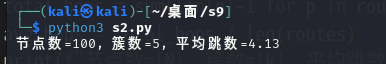 ┌──(kali㉿kali)-[~/桌面/s9]
└─$ python3 s2.py
节点数=100, 簇数=5, 平均跳数=4.13